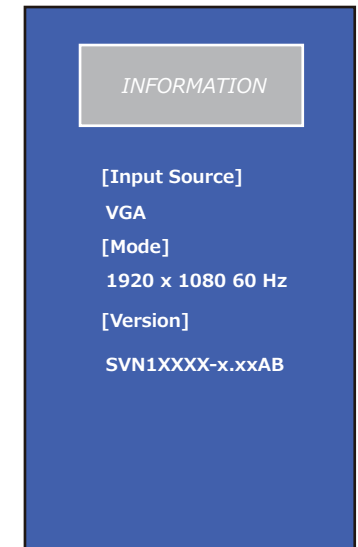 INFORMATION
[Input Source]
VGA
[Mode]
1920 x 1080 60 Hz
[Version]
SVN1XXXX-x.xxAB